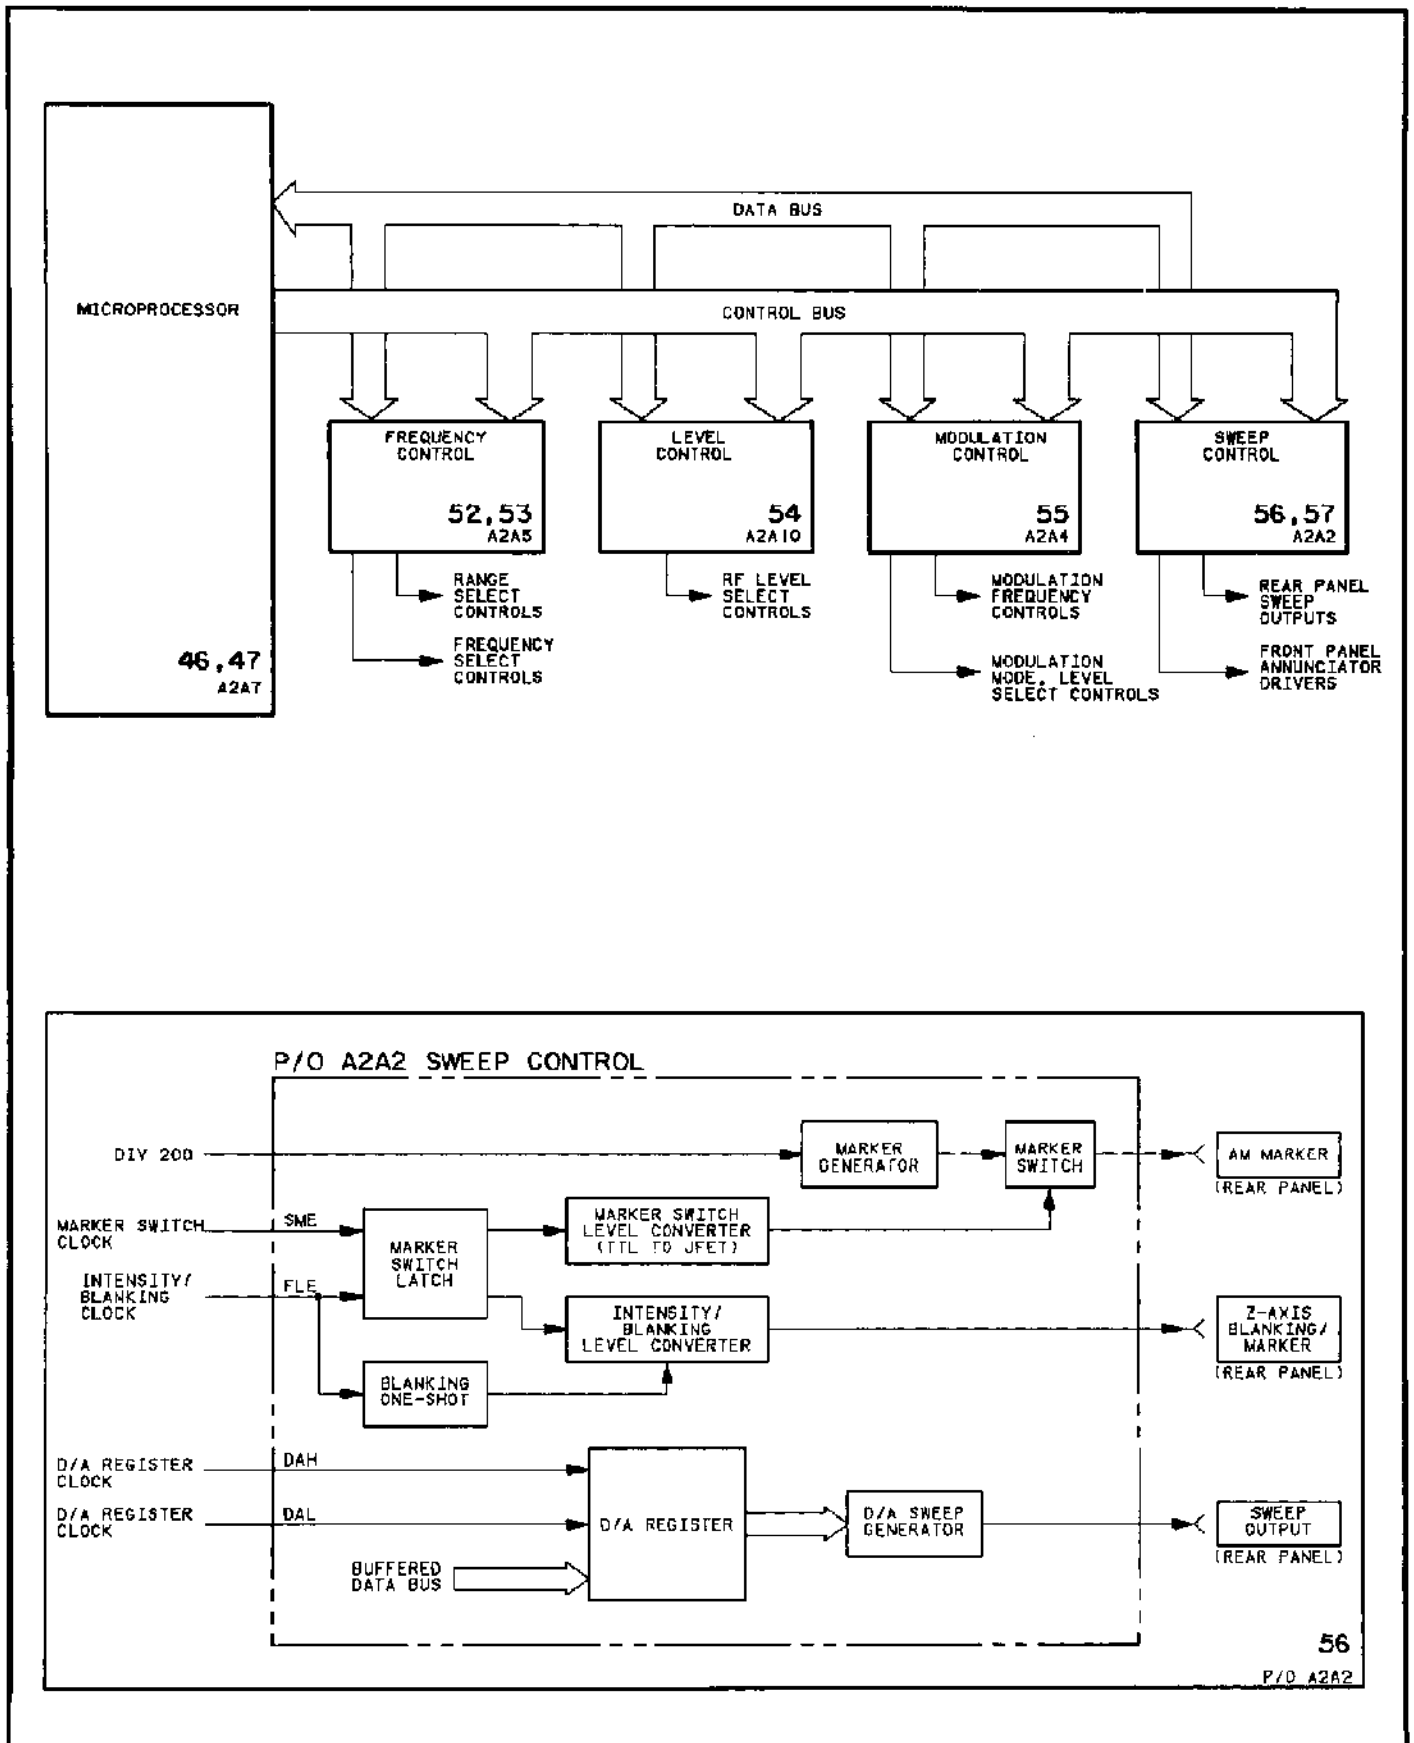 DATA BUS
MICROPROCESSOR
CONTROL BUS
FREQUENCY
CONTROL
52,53
A2A5
LEVEL
CONTROL
54
A2A10
MODULATION
CONTROL
55
A2A4
SWEEP
CONTROL
56,57
A2A2
46,47
A2A7
RANGE
SELECT
CONTROLS
FREQUENCY
SELECT
CONTROLS
RF LEVEL
SELECT
CONTROLS
MODULATION
FREQUENCY
CONTROLS
MODULATION
MODE, LEVEL
SELECT CONTROLS
REAR PANEL
SWEEP
OUTPUTS
FRONT PANEL
ANNUNCIATOR
DRIVERS
P/O A2A2 SWEEP CONTROL
DIY 200
MARKER
GENERATOR
MARKER
SWITCH
AM MARKER
(REAR PANEL)
MARKER SWITCH
CLOCK
SME
MARKER
SWITCH
LATCH
MARKER SWITCH
LEVEL CONVERTER
(TTL TO JFET)
INTENSITY/
BLANKING
CLOCK
FLE
INTENSITY/
BLANKING
LEVEL CONVERTER
Z-AXIS
BLANKING/
MARKER
(REAR PANEL)
BLANKING
ONE-SHOT
D/A REGISTER
CLOCK
DAH
D/A REGISTER
CLOCK
DAL
D/A REGISTER
D/A SWEEP
GENERATOR
SWEEP
OUTPUT
(REAR PANEL)
BUFFERED
DATA BUS
56
P/O A2A2